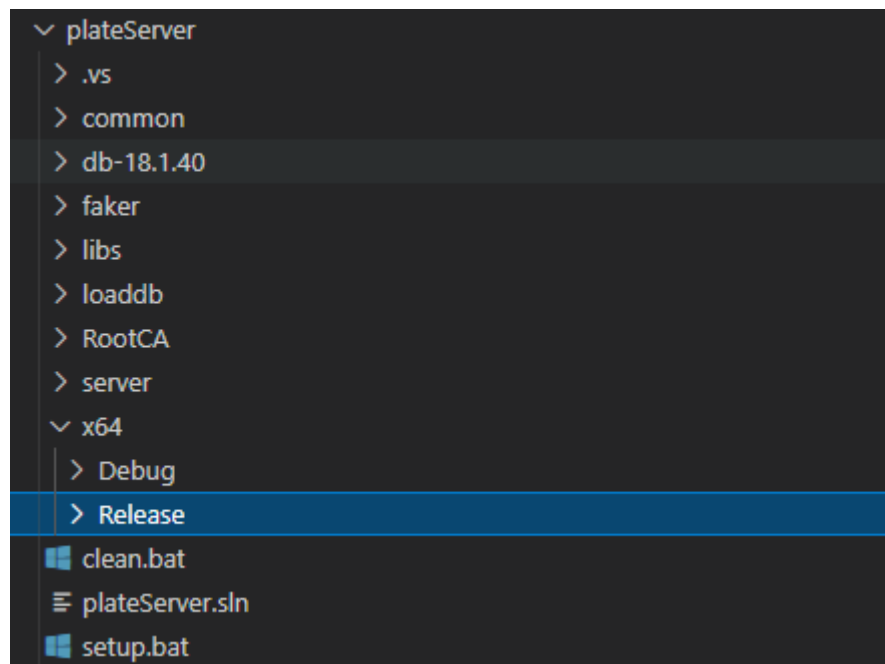 plateServer
.vs
common
db-18.1.40
faker
libs
loaddb
RootCA
server
x64
Debug
Release
clean.bat
plateServer.sln
setup.bat